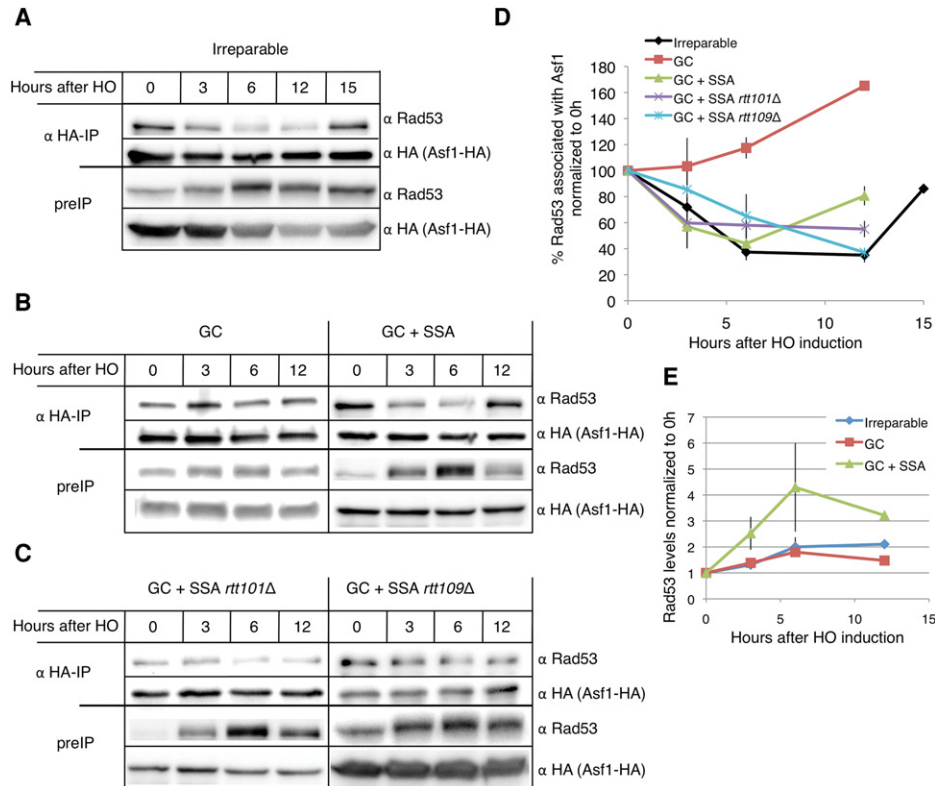 A
Irreparable
Hours after HO 0 3 6 12 15
α HA-IP
α Rad53
α HA (Asf1-HA)
preIP
α Rad53
α HA (Asf1-HA)
B
GC GC + SSA
Hours after HO 0 3 6 12 0 3 6 12
α HA-IP
α Rad53
α HA (Asf1-HA)
preIP
α Rad53
α HA (Asf1-HA)
C
GC + SSA rtt101Δ GC + SSA rtt109Δ
Hours after HO 0 3 6 12 0 3 6 12
α HA-IP
α Rad53
α HA (Asf1-HA)
preIP
α Rad53
α HA (Asf1-HA)
D
Irreparable
GC
GC + SSA
GC + SSA rtt101Δ
GC + SSA rtt109Δ
% Rad53 associated with Asf1
normalized to 0h
180
160
140
120
100
80
60
40
20
0
0 5 10 15
Hours after HO induction
E
Irreparable
GC
GC + SSA
Rad53 levels normalized to 0h
7
6
5
4
3
2
1
0
0 5 10 15
Hours after HO induction